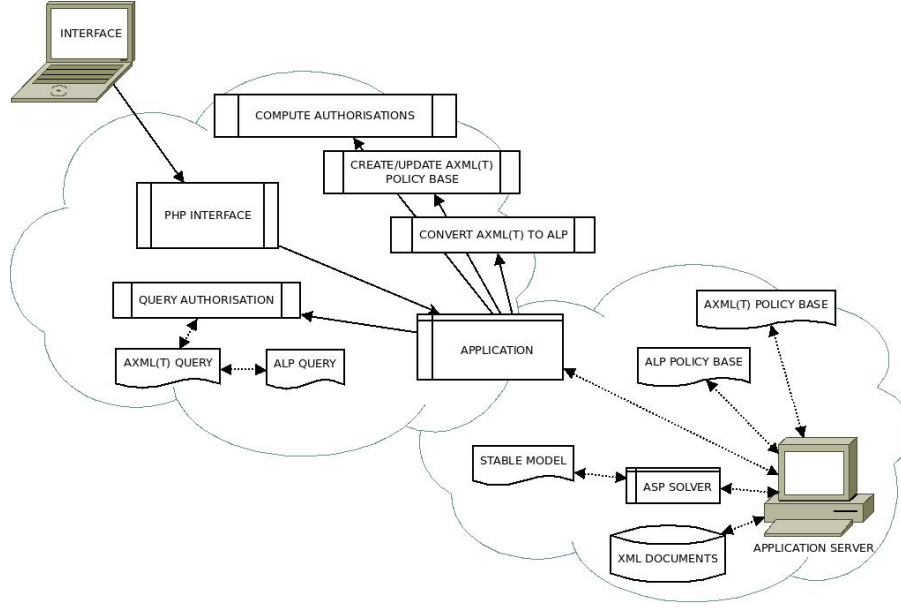 INTERFACE
COMPUTE AUTHORISATIONS
CREATE/UPDATE AXML(T)
POLICY BASE
PHP INTERFACE
CONVERT AXML(T) TO ALP
QUERY AUTHORISATION
AXML(T) POLICY BASE
APPLICATION
AXML(T) QUERY
ALP QUERY
ALP POLICY BASE
STABLE MODEL
ASP SOLVER
APPLICATION SERVER
XML DOCUMENTS